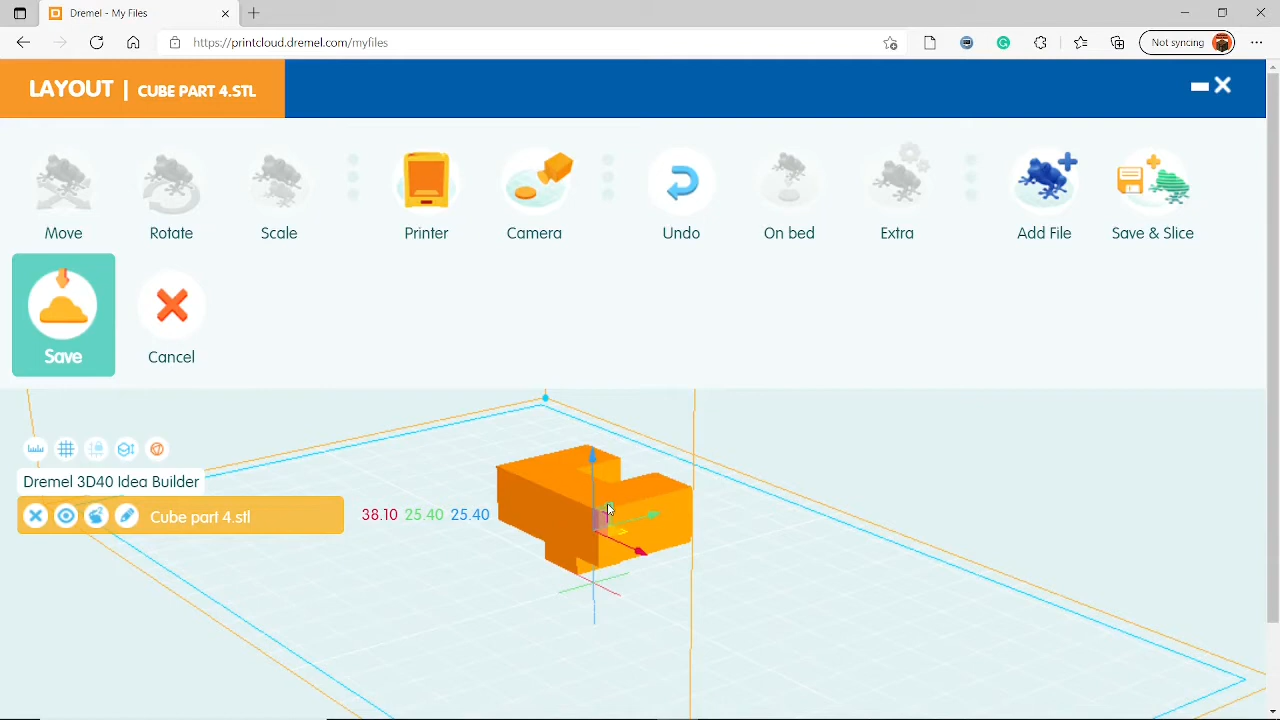 Dremel - My Files
https://printcloud.dremel.com/myfiles
Not syncing
LAYOUT | CUBE PART 4.STL
Move
Rotate
Scale
Printer
Camera
Undo
On bed
Extra
Add File
Save & Slice
Save
Cancel
Dremel 3D40 Idea Builder
Cube part 4.stl
38.10 25.40 25.40